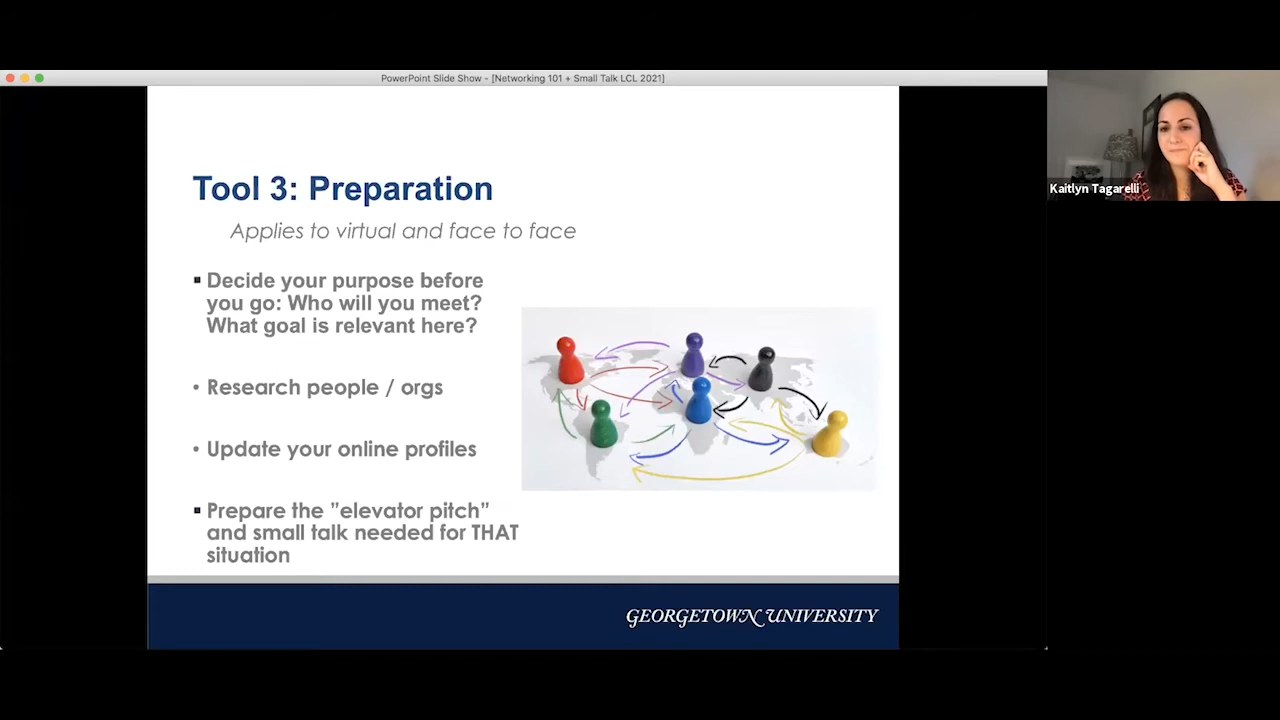 PowerPoint Slide Show - [Networking 101 + Small Talk LCL 2021]
Kaitlyn Tagarelli
Tool 3: Preparation
Applies to virtual and face to face
▪ Decide your purpose before
you go: Who will you meet?
What goal is relevant here?
• Research people / orgs
• Update your online profiles
▪ Prepare the ”elevator pitch”
and small talk needed for THAT
situation
GEORGETOWN UNIVERSITY